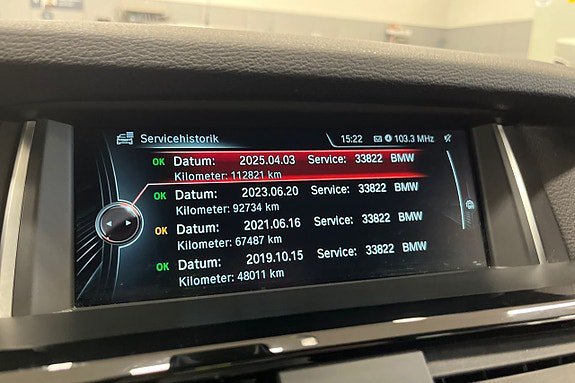 Servicehistorik 15:22 103.3 MHz
OK Datum: 2025.04.03 Service: 33822 BMW
Kilometer: 112821 km
OK Datum: 2023.06.20 Service: 33822 BMW
Kilometer: 92734 km
OK Datum: 2021.06.16 Service: 33822 BMW
Kilometer: 67487 km
OK Datum: 2019.10.15 Service: 33822 BMW
Kilometer: 48011 km